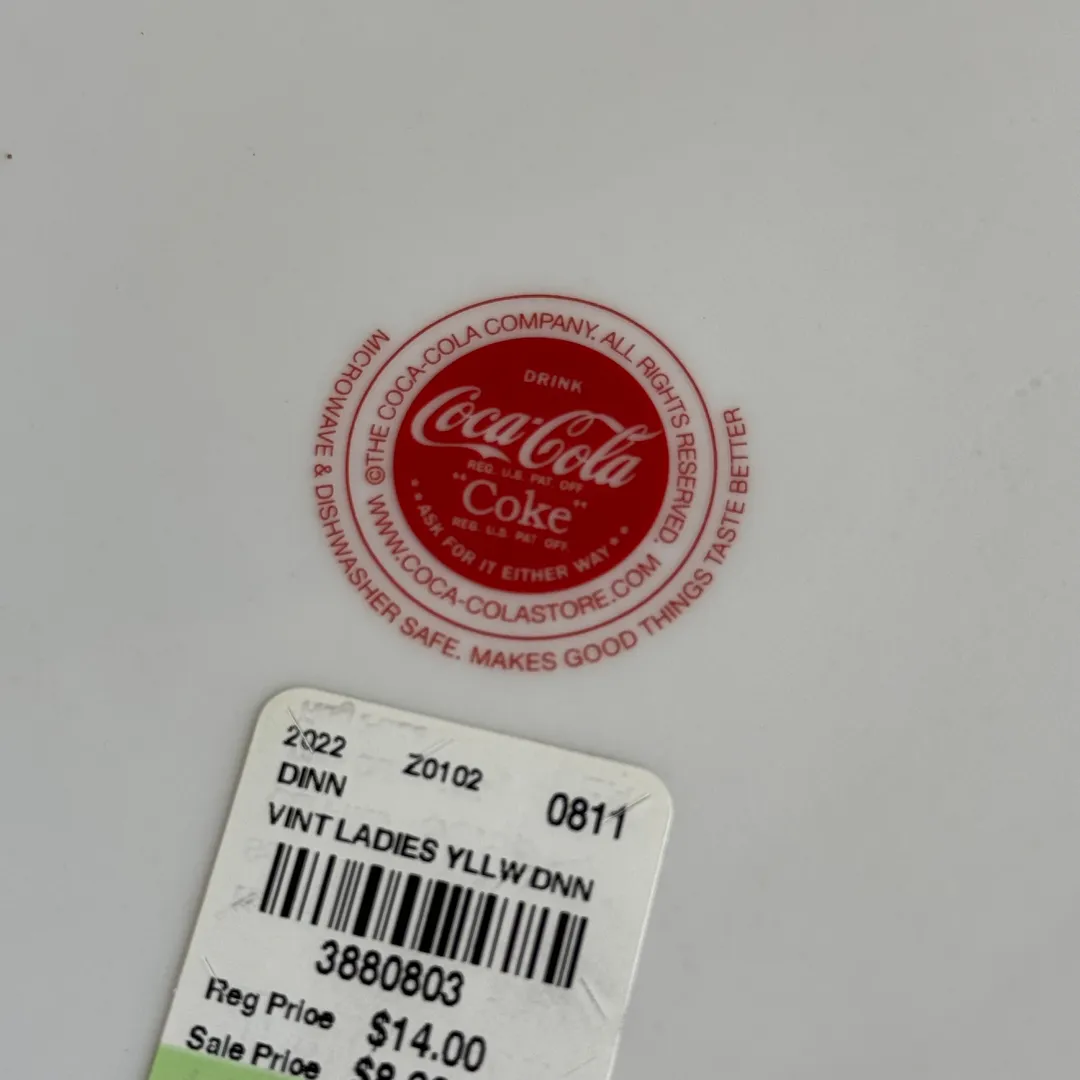 MICROWAVE & DISHWASHER SAFE. MAKES GOOD THINGS TASTE BETTER
©THE COCA-COLA COMPANY. ALL RIGHTS RESERVED.
WWW.COCA-COLASTORE.COM
DRINK
Coca-Cola
REG. U.S. PAT. OFF
"Coke"
REG. U.S. PAT OFF.
ASK FOR IT EITHER WAY
2022 Z0102
DINN 0811
VINT LADIES YLLW DNN
3880803
Reg Price $14.00
Sale Price